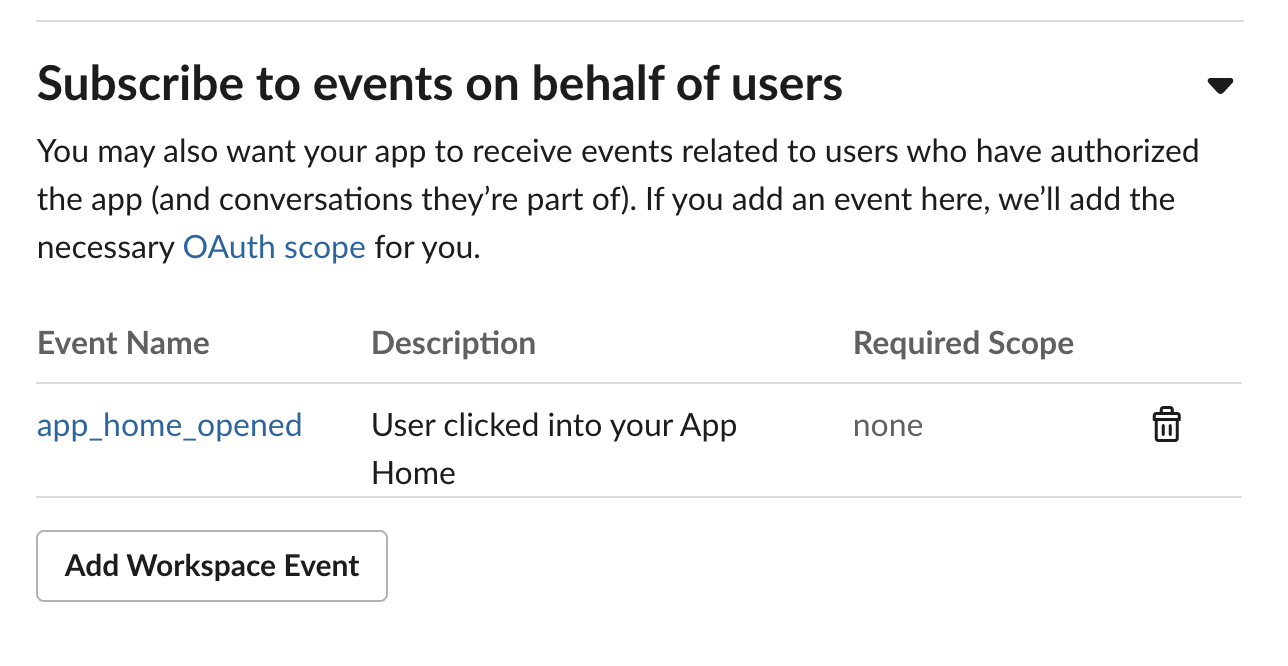 Subscribe to events on behalf of users
You may also want your app to receive events related to users who have authorized
the app (and conversations they’re part of). If you add an event here, we’ll add the
necessary OAuth scope for you.
Event Name Description Required Scope
app_home_opened User clicked into your App none
Home
Add Workspace Event